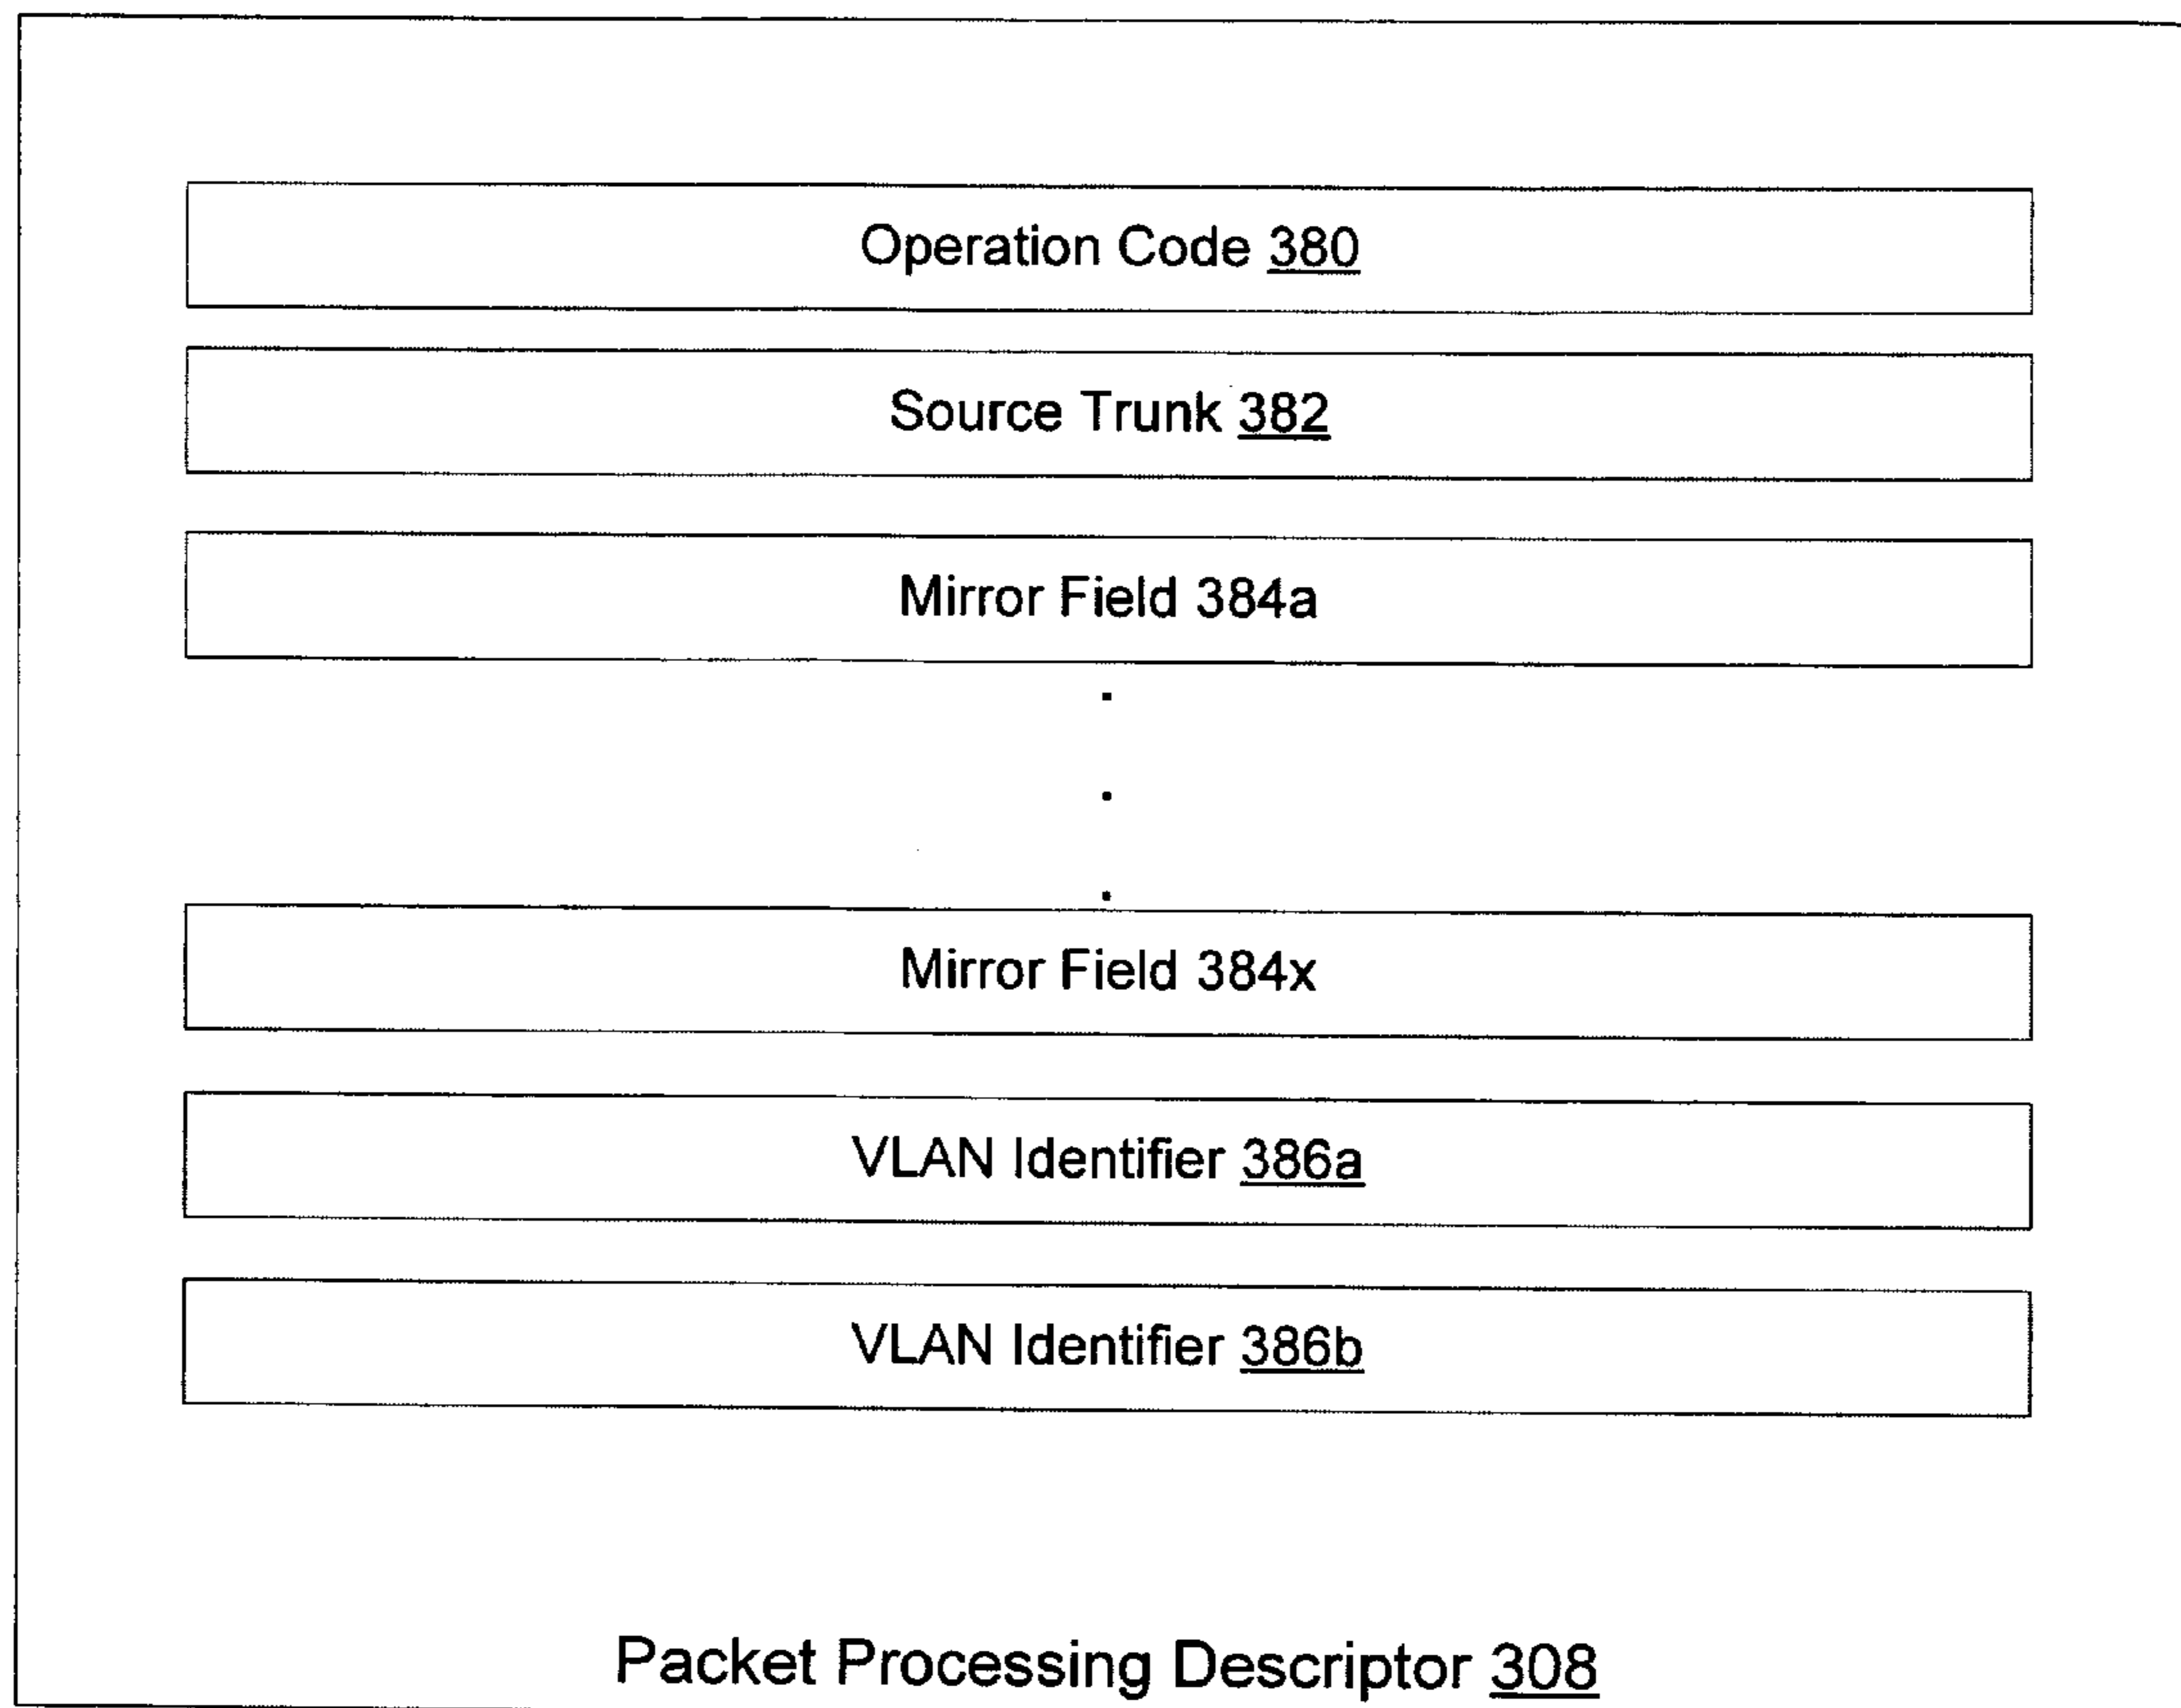 Operation Code 380
Source Trunk 382
Mirror Field 384a
.
.
.
Mirror Field 384x
VLAN Identifier 386a
VLAN Identifier 386b
Packet Processing Descriptor 308